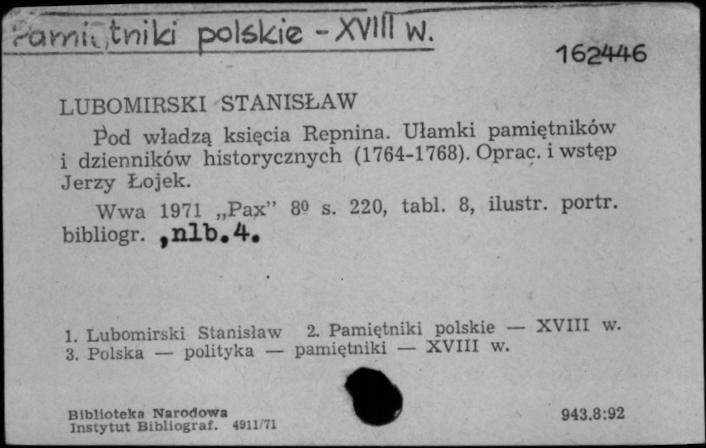 Pamiętniki polskie - XVIII w.
162446
LUBOMIRSKI STANISŁAW
Pod władzą księcia Repnina. Ułamki pamiętników
i dzienników historycznych (1764-1768). Oprac. i wstęp
Jerzy Łojek.
Wwa 1971 „Pax” 8º s. 220, tabl. 8, ilustr. portr.
bibliogr. , nlb. 4.
1. Lubomirski Stanisław 2. Pamiętniki polskie — XVIII w.
3. Polska — polityka — pamiętniki — XVIII w.
Biblioteka Narodowa
Instytut Bibliograf. 4911/71
943.8:92